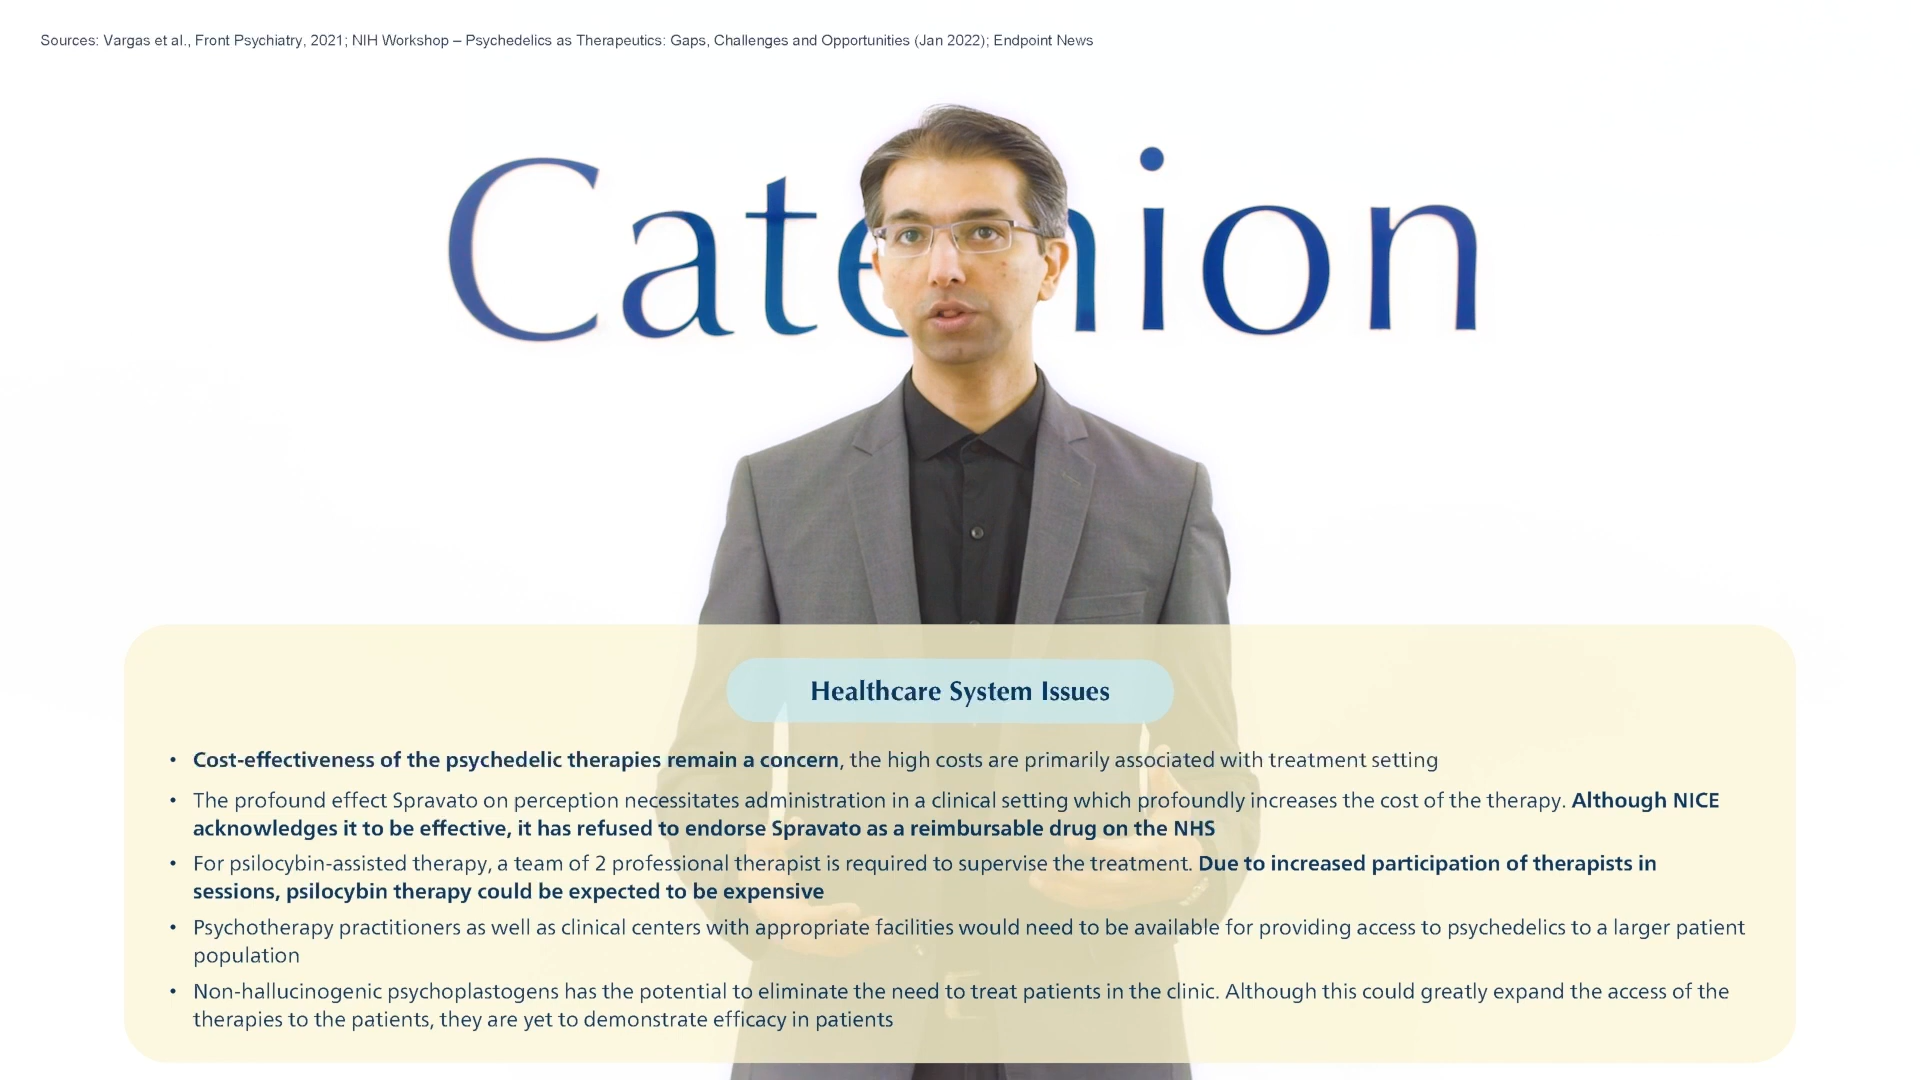 Sources: Vargas et al., Front Psychiatry, 2021; NIH Workshop – Psychedelics as Therapeutics: Gaps, Challenges and Opportunities (Jan 2022); Endpoint News
Catenion
Healthcare System Issues
• Cost-effectiveness of the psychedelic therapies remain a concern, the high costs are primarily associated with treatment setting
• The profound effect Spravato on perception necessitates administration in a clinical setting which profoundly increases the cost of the therapy. Although NICE
acknowledges it to be effective, it has refused to endorse Spravato as a reimbursable drug on the NHS
• For psilocybin-assisted therapy, a team of 2 professional therapist is required to supervise the treatment. Due to increased participation of therapists in
sessions, psilocybin therapy could be expected to be expensive
• Psychotherapy practitioners as well as clinical centers with appropriate facilities would need to be available for providing access to psychedelics to a larger patient
population
• Non-hallucinogenic psychoplastogens has the potential to eliminate the need to treat patients in the clinic. Although this could greatly expand the access of the
therapies to the patients, they are yet to demonstrate efficacy in patients